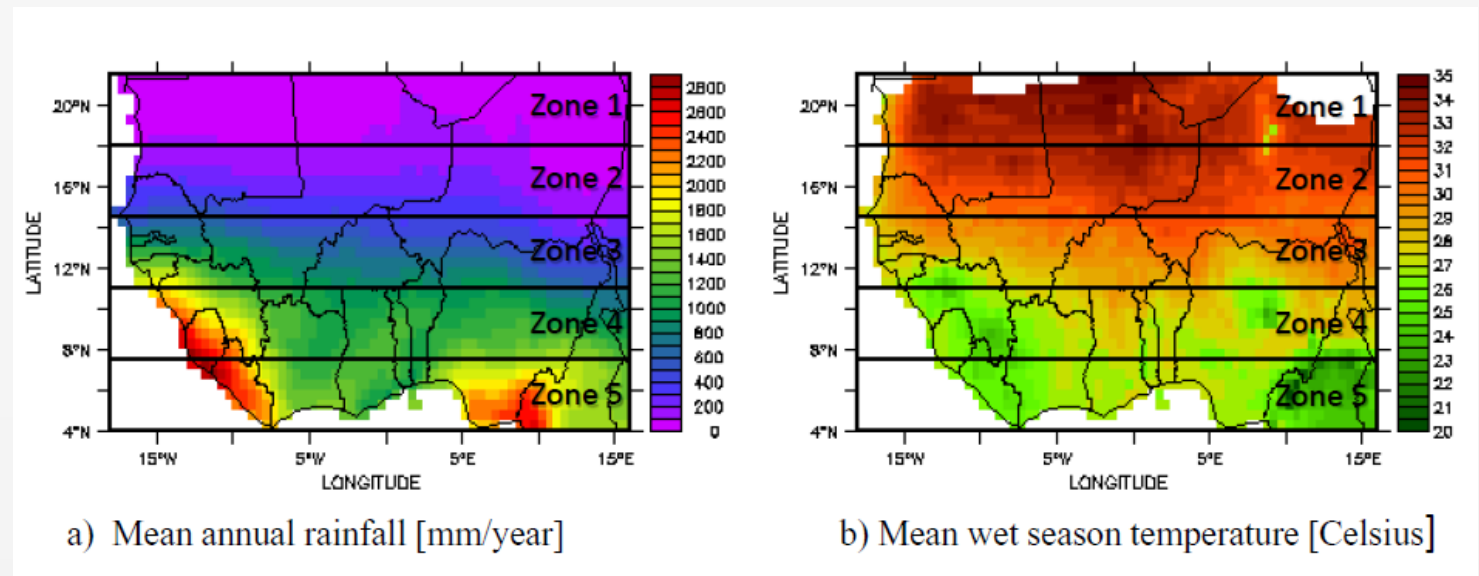 Zone 1
Zone 2
Zone 3
Zone 4
Zone 5
20°N
16°N
12°N
8°N
4°N
LATITUDE
15°W
5°W
5°E
15°E
LONGITUDE
2800
2600
2400
2200
2000
1800
1600
1400
1200
1000
800
600
400
200
0
a) Mean annual rainfall [mm/year]
Zone 1
Zone 2
Zone 3
Zone 4
Zone 5
20°N
16°N
12°N
8°N
4°N
LATITUDE
15°W
5°W
5°E
15°E
LONGITUDE
35
34
33
32
31
30
29
28
27
26
25
24
23
22
21
20
b) Mean wet season temperature [Celsius]